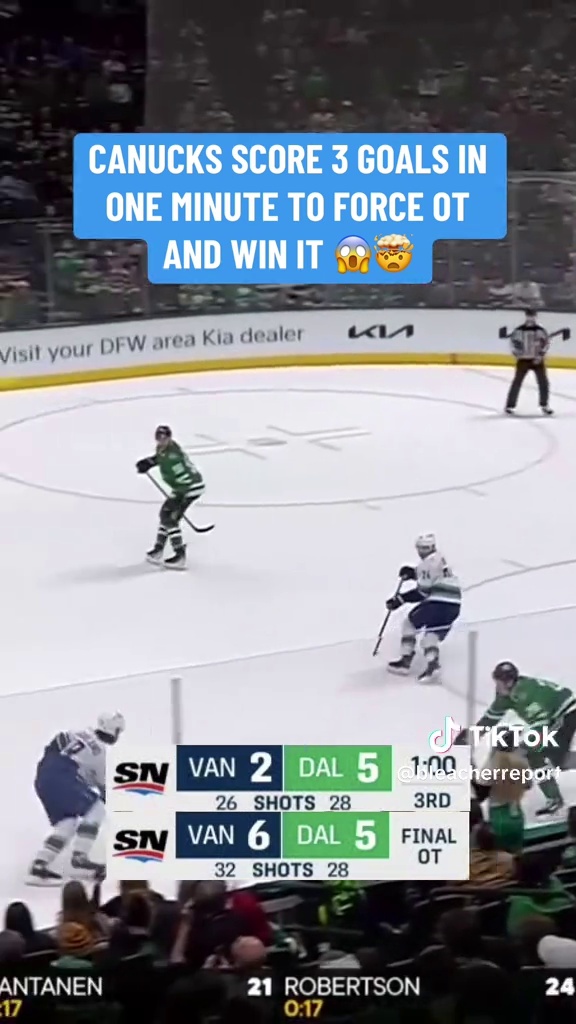 CANUCKS SCORE 3 GOALS IN
ONE MINUTE TO FORCE OT
AND WIN IT 😱🤯
Visit your DFW area Kia dealer
KIA
TikTok
@bleacherreport
SN VAN 2 DAL 5 1:00
26 SHOTS 28 3RD
SN VAN 6 DAL 5 FINAL
OT
32 SHOTS 28
ANTANEN 21 ROBERTSON 24
:17 0:17